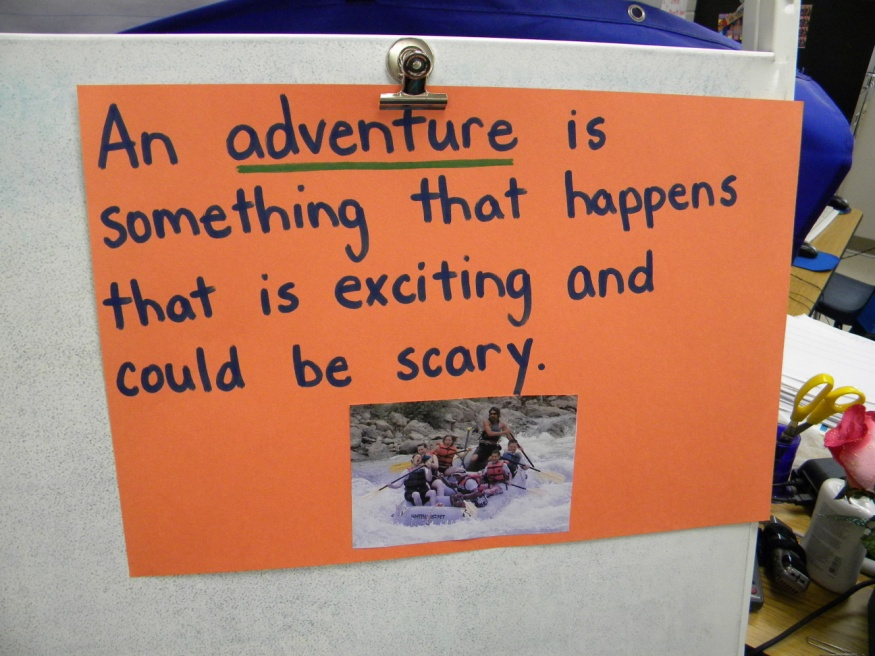 An adventure is
something that happens
that is exciting and
could be scary.